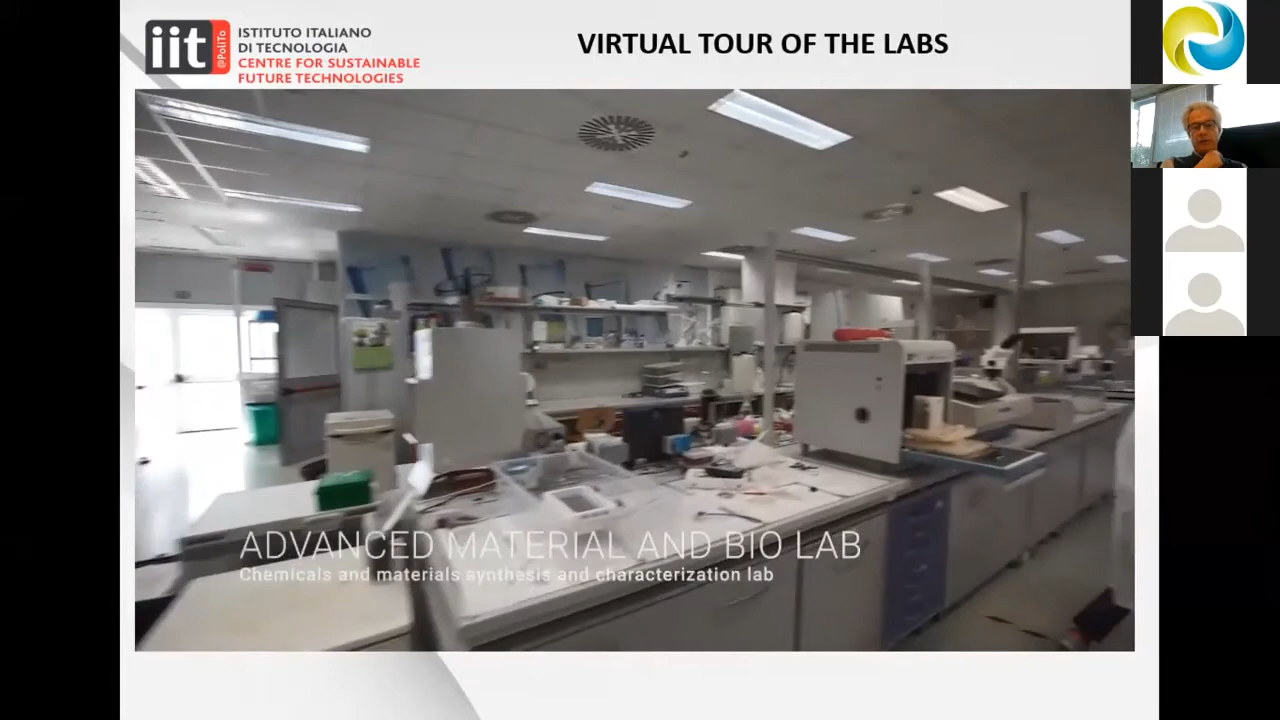 iit
@PoliTo
ISTITUTO ITALIANO
DI TECNOLOGIA
CENTRE FOR SUSTAINABLE
FUTURE TECHNOLOGIES
VIRTUAL TOUR OF THE LABS
ADVANCED MATERIAL AND BIO LAB
Chemicals and materials synthesis and characterization lab